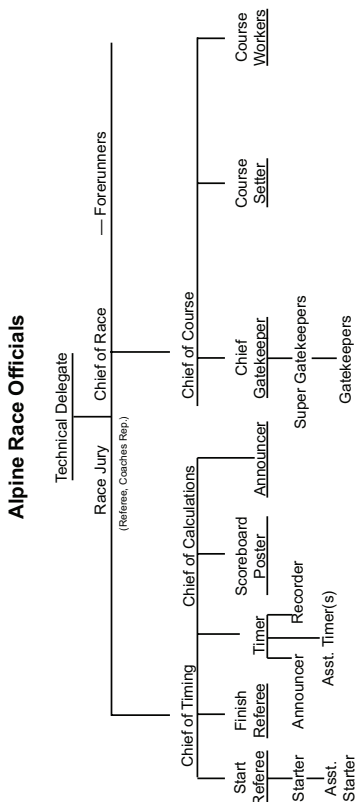 Alpine Race Officials
Technical Delegate
Race Jury
Chief of Race
— Forerunners
(Referee, Coaches Rep.)
Chief of Timing
Chief of Calculations
Chief of Course
Start
Referee
Starter
Asst.
Starter
Finish
Referee
Timer
Announcer
Recorder
Asst. Timer(s)
Scoreboard
Poster
Announcer
Chief
Gatekeeper
Super Gatekeepers
Gatekeepers
Course
Setter
Course
Workers